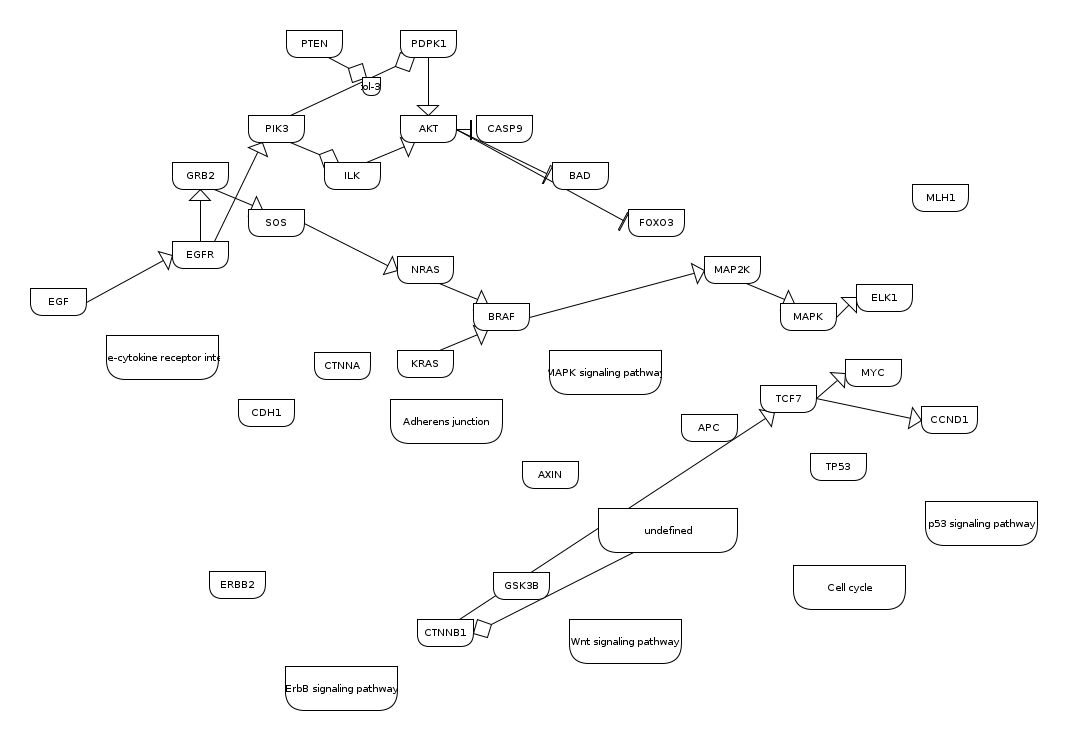 PTEN
PDPK1
ol-3
PIK3
AKT
CASP9
GRB2
ILK
BAD
MLH1
SOS
FOXO3
EGFR
NRAS
MAP2K
EGF
BRAF
MAPK
ELK1
e-cytokine receptor inte
CTNNA
KRAS
MAPK signaling pathway
MYC
CDH1
Adherens junction
TCF7
APC
CCND1
AXIN
TP53
undefined
p53 signaling pathway
ERBB2
GSK3B
Cell cycle
CTNNB1
Wnt signaling pathway
ErbB signaling pathway